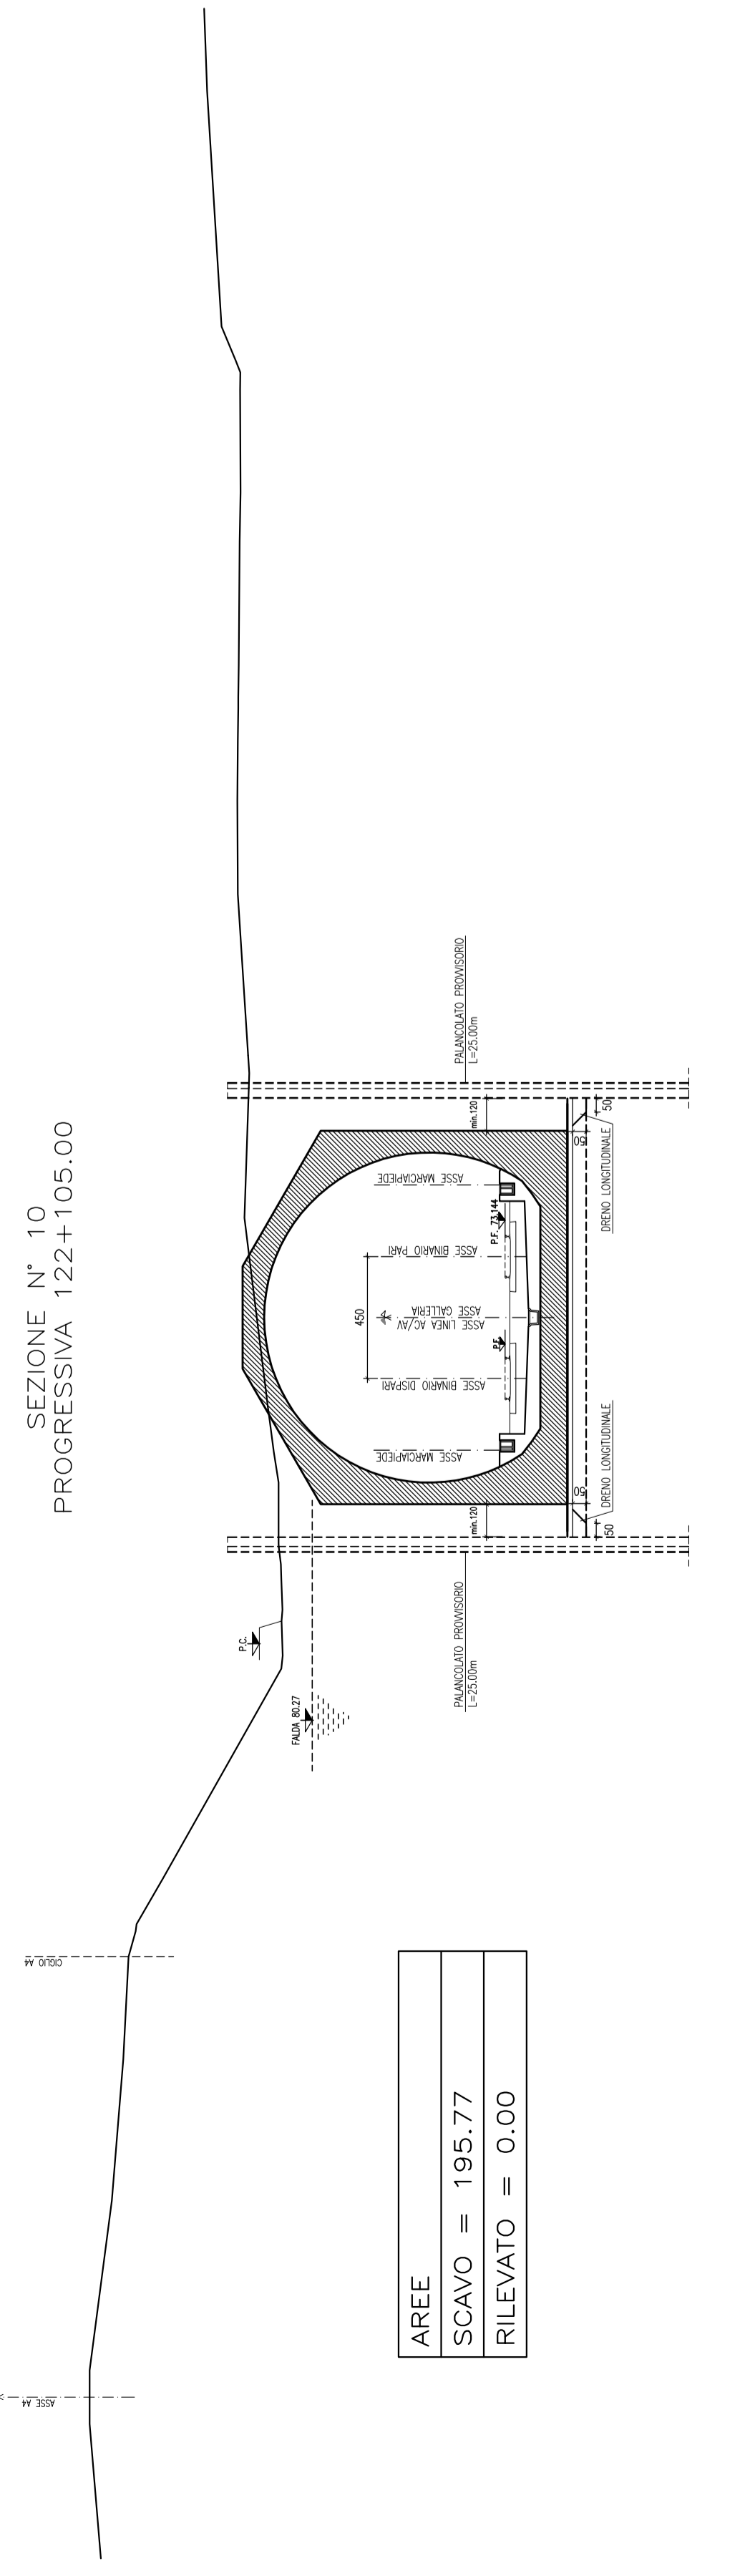 SEZIONE N° 10
PROGRESSIVA 122+105.00
ASSE A4
CIGLIO A4
P.C.
FALDA 80.27
PALANCOLATO PROVVISORIO
L=25.00m
PALANCOLATO PROVVISORIO
L=25.00m
min.120
min.120
ASSE MARCIAPIEDE
ASSE BINARIO DISPARI
ASSE LINEA AC/AV
ASSE GALLERIA
ASSE BINARIO PARI
ASSE MARCIAPIEDE
450
P.F.
P.F. 73.144
50
50
50
50
DRENO LONGITUDINALE
DRENO LONGITUDINALE
AREE
SCAVO = 195.77
RILEVATO = 0.00